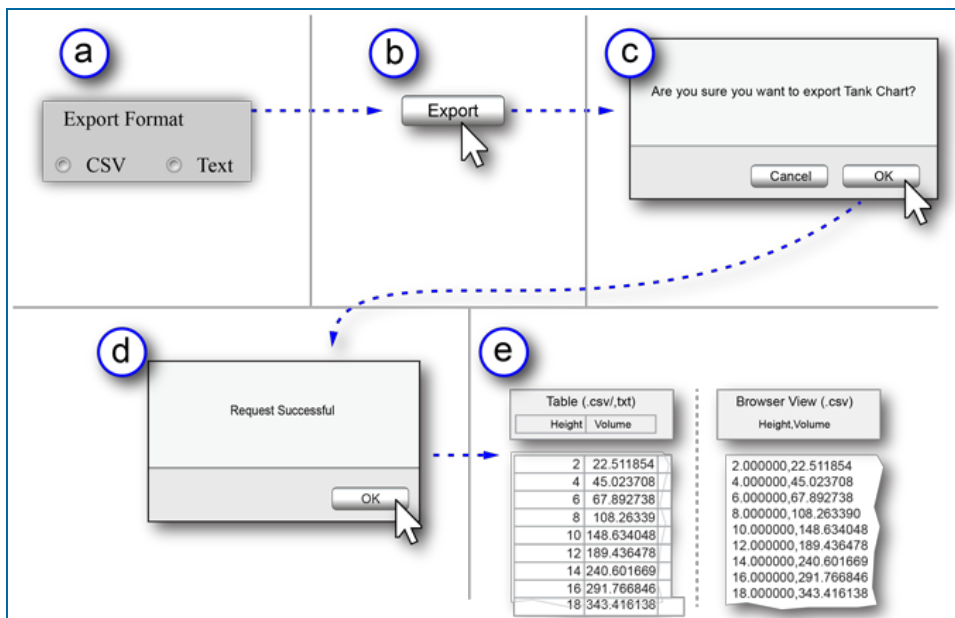 a
Export Format
CSV Text
b
Export
c
Are you sure you want to export Tank Chart?
Cancel OK
d
Request Successful
OK
e
Table (.csv/,txt)
Height Volume
2 22.511854
4 45.023708
6 67.892738
8 108.26339
10 148.634048
12 189.436478
14 240.601669
16 291.766846
18 343.416138
Browser View (.csv)
Height,Volume
2.000000,22.511854
4.000000,45.023708
6.000000,67.892738
8.000000,108.263390
10.000000,148.634048
12.000000,189.436478
14.000000,240.601669
16.000000,291.766846
18.000000,343.416138